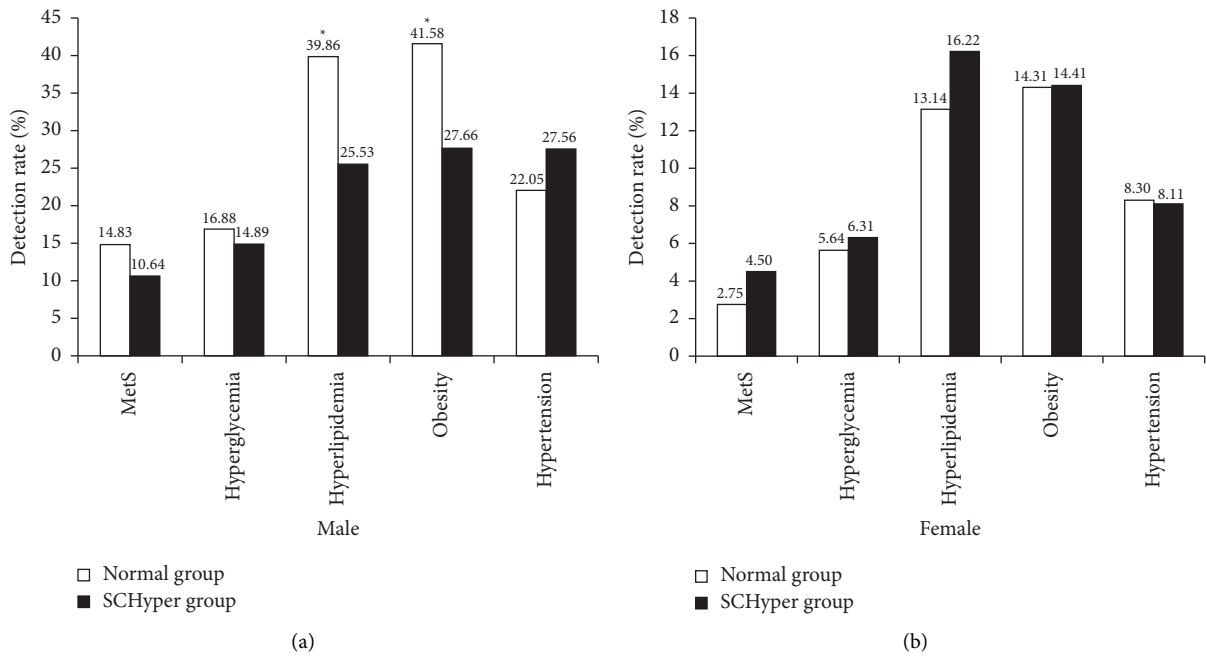 45
40
35
30
25
20
15
10
5
0
Detection rate (%)
14.83
10.64
16.88
14.89
*
39.86
25.53
*
41.58
27.66
22.05
27.56
MetS
Hyperglycemia
Hyperlipidemia
Obesity
Hypertension
Male
Normal group
SCHyper group
(a)
18
16
14
12
10
8
6
4
2
0
Detection rate (%)
2.75
4.50
5.64
6.31
13.14
16.22
14.31
14.41
8.30
8.11
MetS
Hyperglycemia
Hyperlipidemia
Obesity
Hypertension
Female
Normal group
SCHyper group
(b)